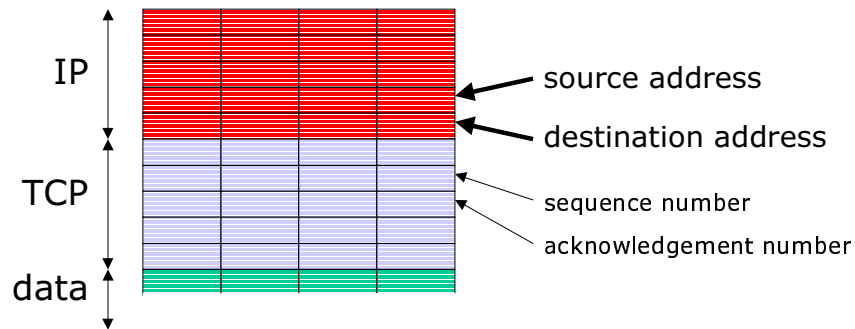 IP
source address
destination address
TCP
sequence number
acknowledgement number
data